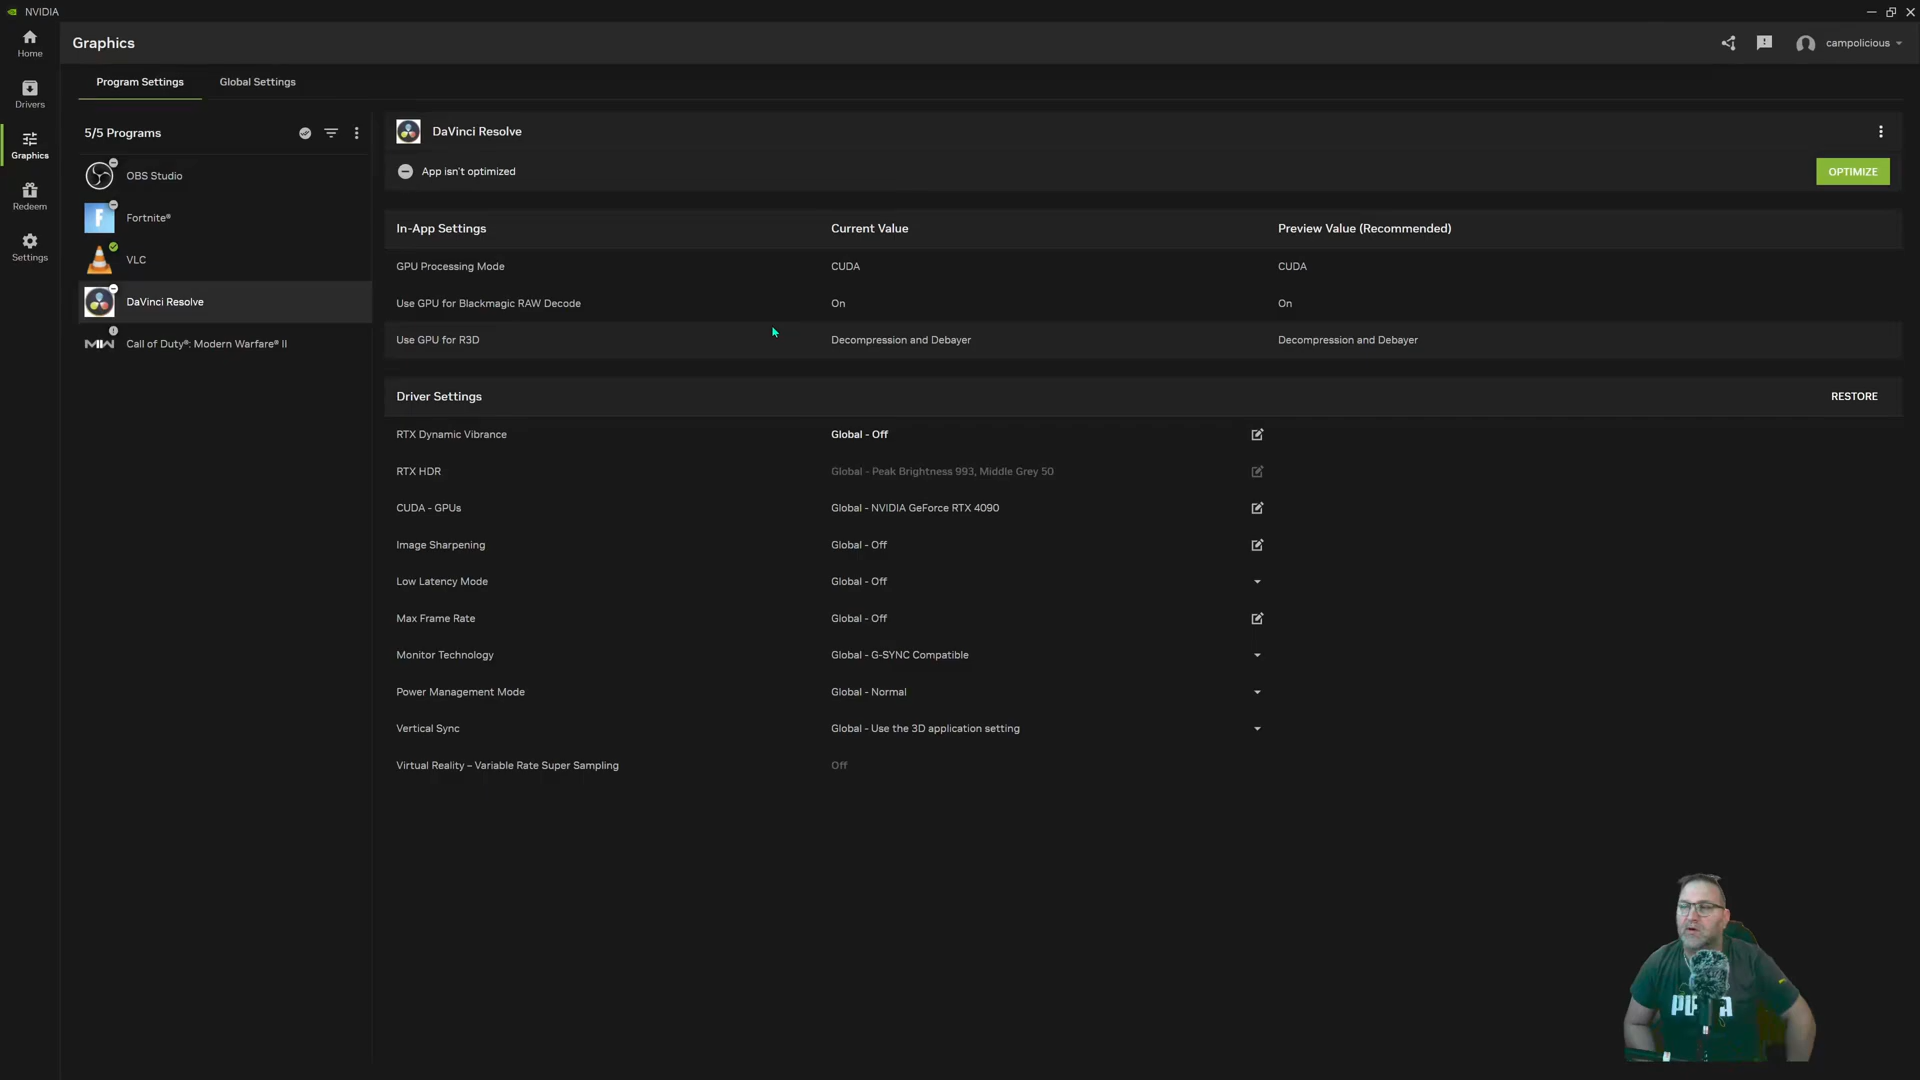 NVIDIA
Home
Graphics
campolicious
Drivers
Program Settings
Global Settings
Graphics
5/5 Programs
DaVinci Resolve
OBS Studio
App isn't optimized
OPTIMIZE
Redeem
Fortnite®
In-App Settings
Current Value
Preview Value (Recommended)
Settings
VLC
GPU Processing Mode
CUDA
CUDA
DaVinci Resolve
Use GPU for Blackmagic RAW Decode
On
On
Call of Duty®: Modern Warfare® II
Use GPU for R3D
Decompression and Debayer
Decompression and Debayer
Driver Settings
RESTORE
RTX Dynamic Vibrance
Global - Off
RTX HDR
Global - Peak Brightness 993, Middle Grey 50
CUDA - GPUs
Global - NVIDIA GeForce RTX 4090
Image Sharpening
Global - Off
Low Latency Mode
Global - Off
Max Frame Rate
Global - Off
Monitor Technology
Global - G-SYNC Compatible
Power Management Mode
Global - Normal
Vertical Sync
Global - Use the 3D application setting
Virtual Reality – Variable Rate Super Sampling
Off